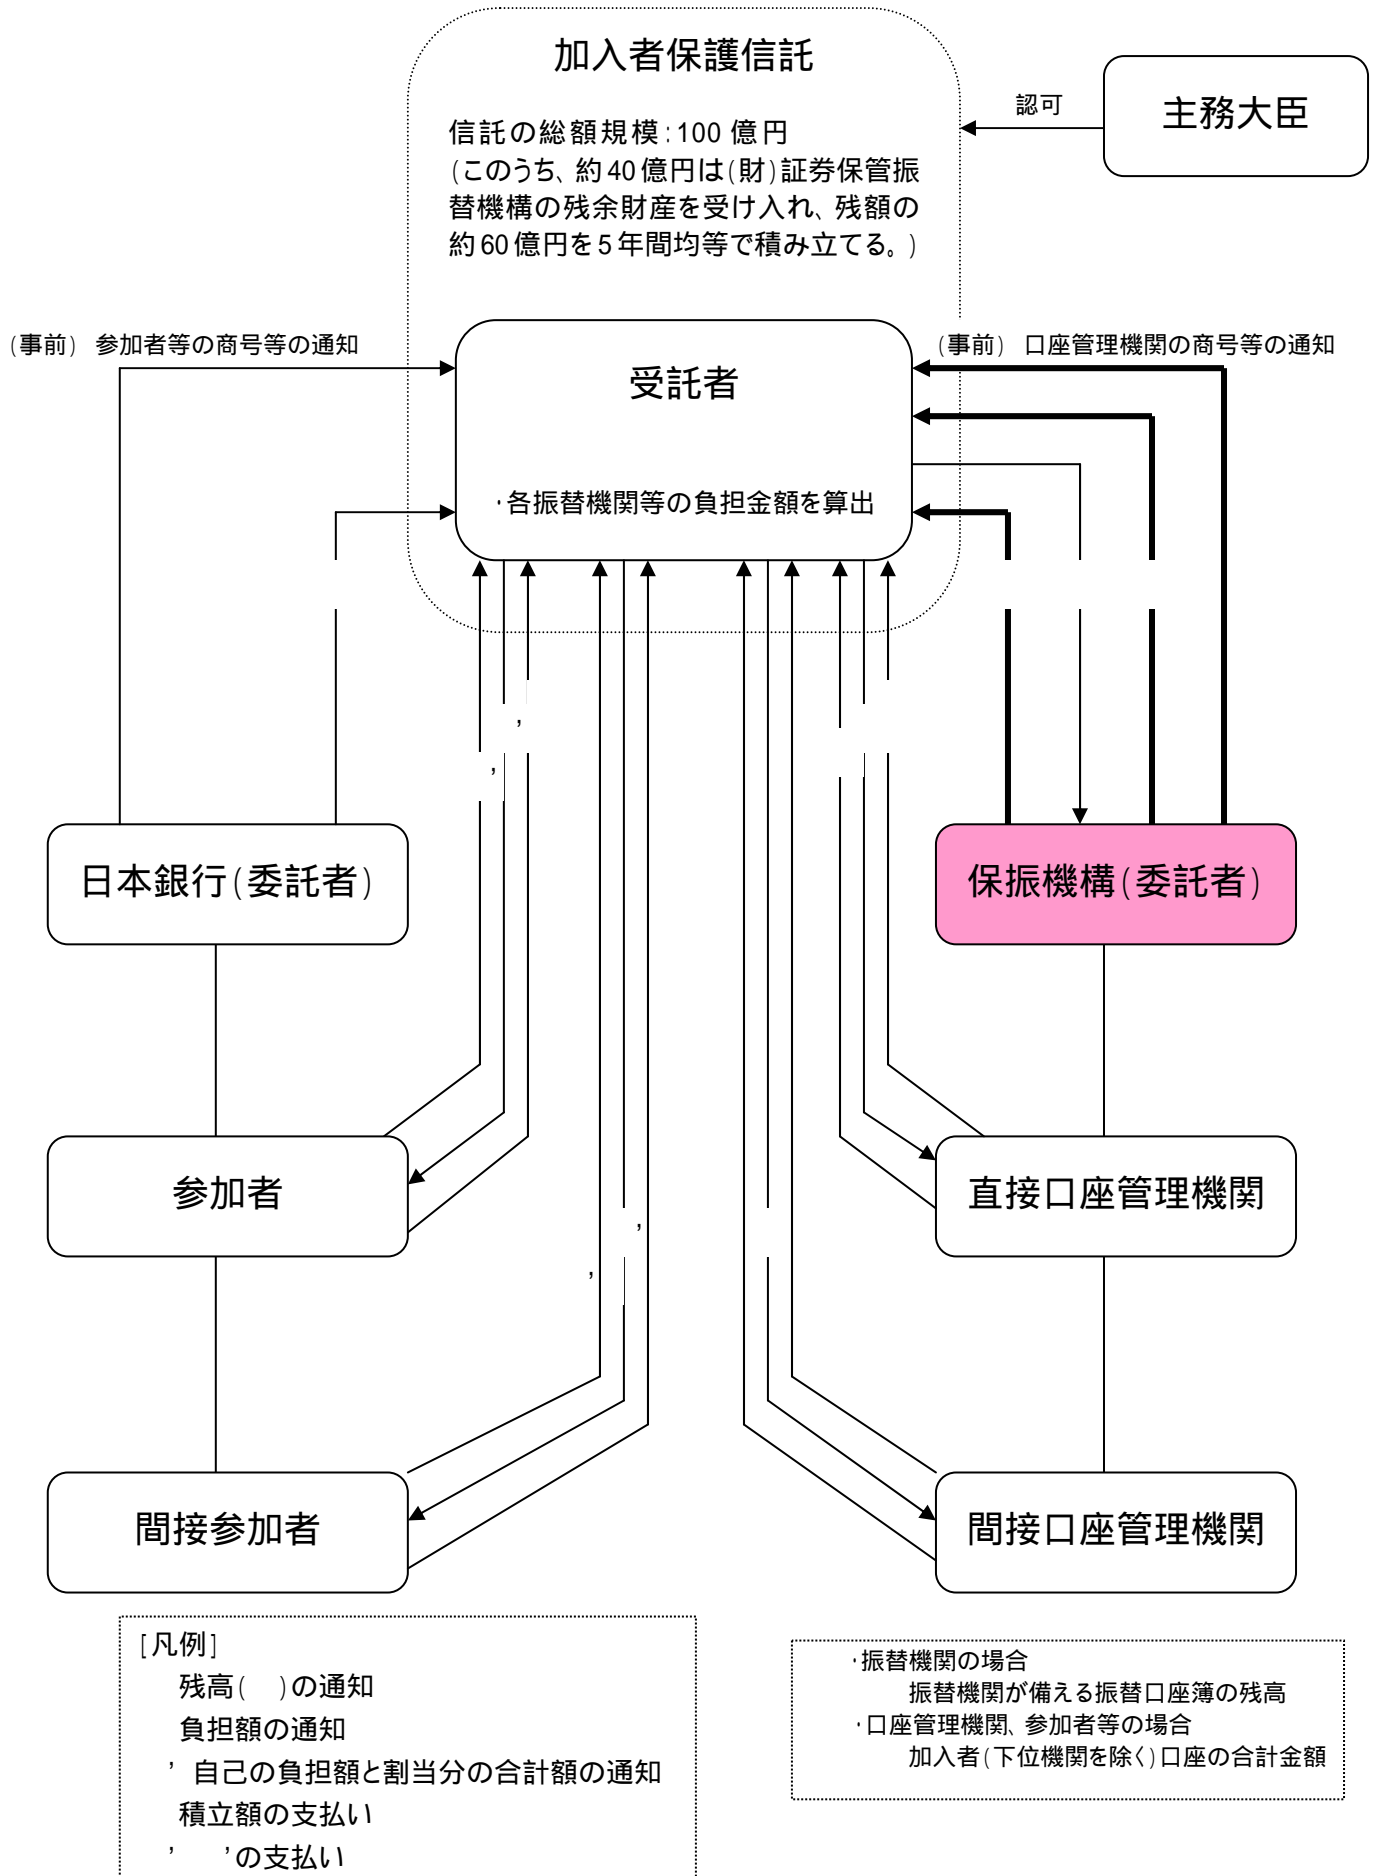 加入者保護信託
信託の総額規模:100 億円
(このうち、約40億円は(財)証券保管振
替機構の残余財産を受け入れ、残額の
約60億円を5年間均等で積み立てる。)
認可
主務大臣
(事前) 参加者等の商号等の通知
(事前) 口座管理機関の商号等の通知
受託者
・各振替機関等の負担金額を算出
’
’
日本銀行(委託者)
保振機構(委託者)
参加者
直接口座管理機関
’
’
間接参加者
間接口座管理機関
[凡例]
残高( )の通知
負担額の通知
’ 自己の負担額と割当分の合計額の通知
積立額の支払い
’ ’の支払い
・振替機関の場合
振替機関が備える振替口座簿の残高
・口座管理機関、参加者等の場合
加入者(下位機関を除く)口座の合計金額